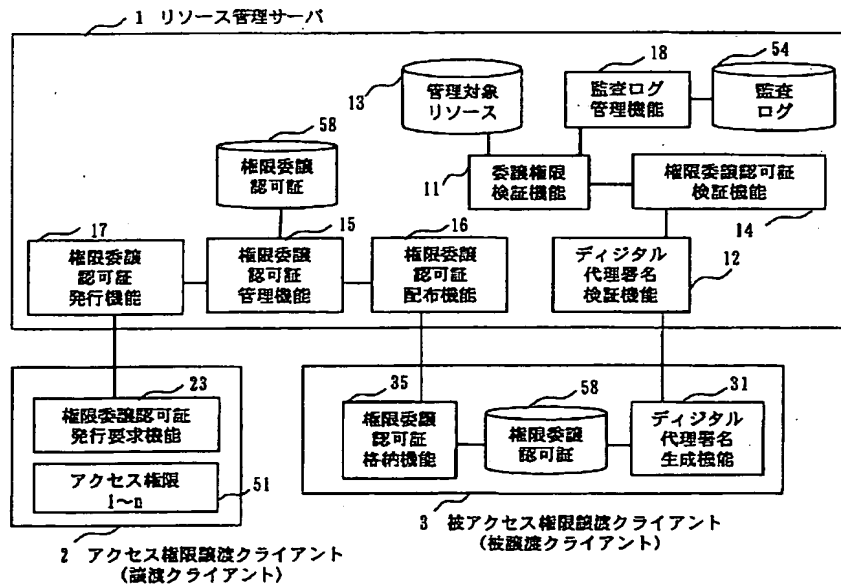 1 リソース管理サーバ
13
管理対象
リソース
18
監査ログ
管理機能
54
監査
ログ
58
権限委譲
認可証
11
委譲権限
検証機能
権限委譲認可証
検証機能
14
17
権限委譲
認可証
発行機能
15
権限委譲
認可証
管理機能
16
権限委譲
認可証
配布機能
ディジタル
代理署名
検証機能
12
23
権限委譲認可証
発行要求機能
アクセス権限
1〜n
51
2 アクセス権限譲渡クライアント
(譲渡クライアント)
35
権限委譲
認可証
格納機能
58
権限委譲
認可証
31
ディジタル
代理署名
生成機能
3 被アクセス権限譲渡クライアント
(被譲渡クライアント)